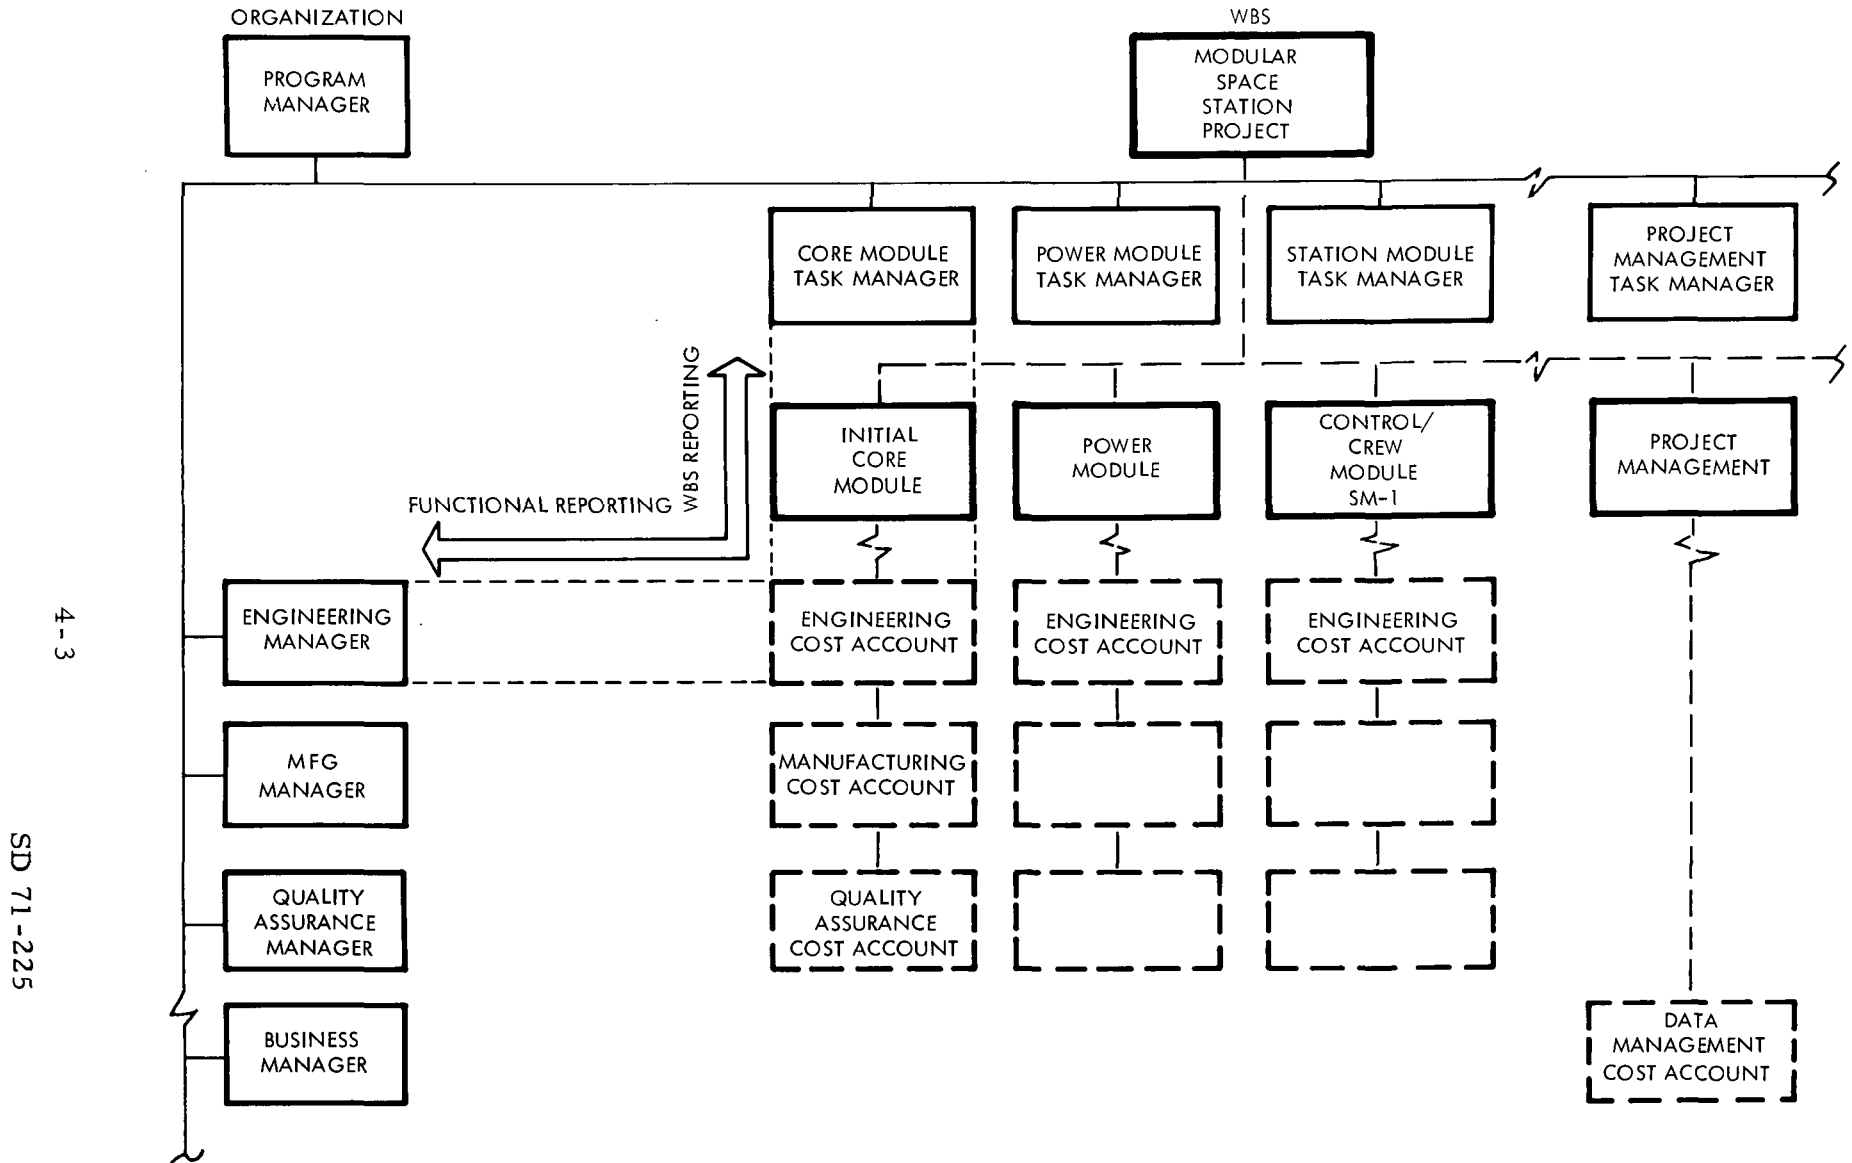 ORGANIZATION
WBS
PROGRAM
MANAGER
MODULAR
SPACE
STATION
PROJECT
CORE MODULE
TASK MANAGER
POWER MODULE
TASK MANAGER
STATION MODULE
TASK MANAGER
PROJECT
MANAGEMENT
TASK MANAGER
WBS REPORTING
FUNCTIONAL REPORTING
INITIAL
CORE
MODULE
POWER
MODULE
CONTROL/
CREW
MODULE
SM-1
PROJECT
MANAGEMENT
ENGINEERING
MANAGER
ENGINEERING
COST ACCOUNT
ENGINEERING
COST ACCOUNT
ENGINEERING
COST ACCOUNT
MFG
MANAGER
MANUFACTURING
COST ACCOUNT
QUALITY
ASSURANCE
MANAGER
QUALITY
ASSURANCE
COST ACCOUNT
BUSINESS
MANAGER
DATA
MANAGEMENT
COST ACCOUNT
4-3
SD 71-225